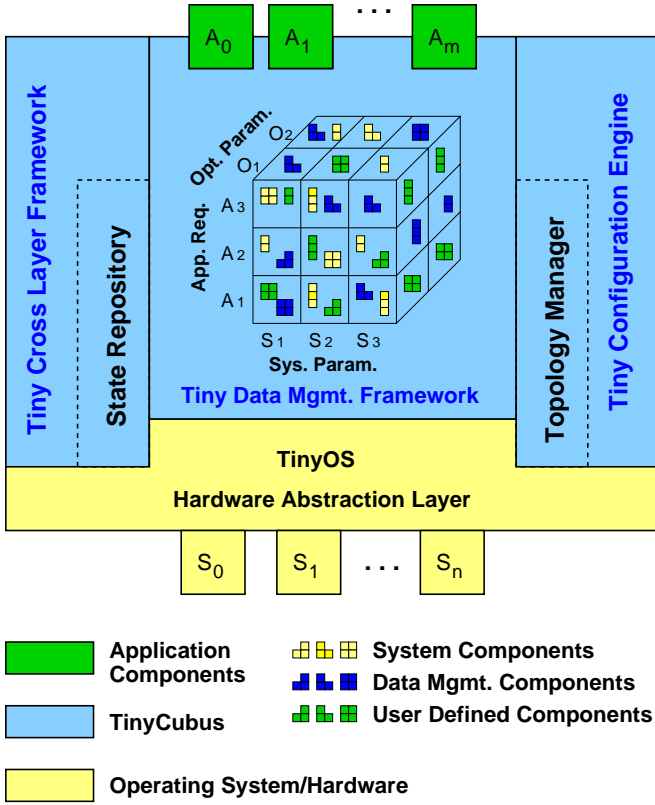 A0 A1 . . . Am
Tiny Cross Layer Framework
State Repository
Opt. Param.
O2
O1
App. Req.
A3
A2
A1
S1 S2 S3
Sys. Param.
Tiny Data Mgmt. Framework
Topology Manager
Tiny Configuration Engine
TinyOS
Hardware Abstraction Layer
S0 S1 . . . Sn
Application
Components
TinyCubus
Operating System/Hardware
System Components
Data Mgmt. Components
User Defined Components